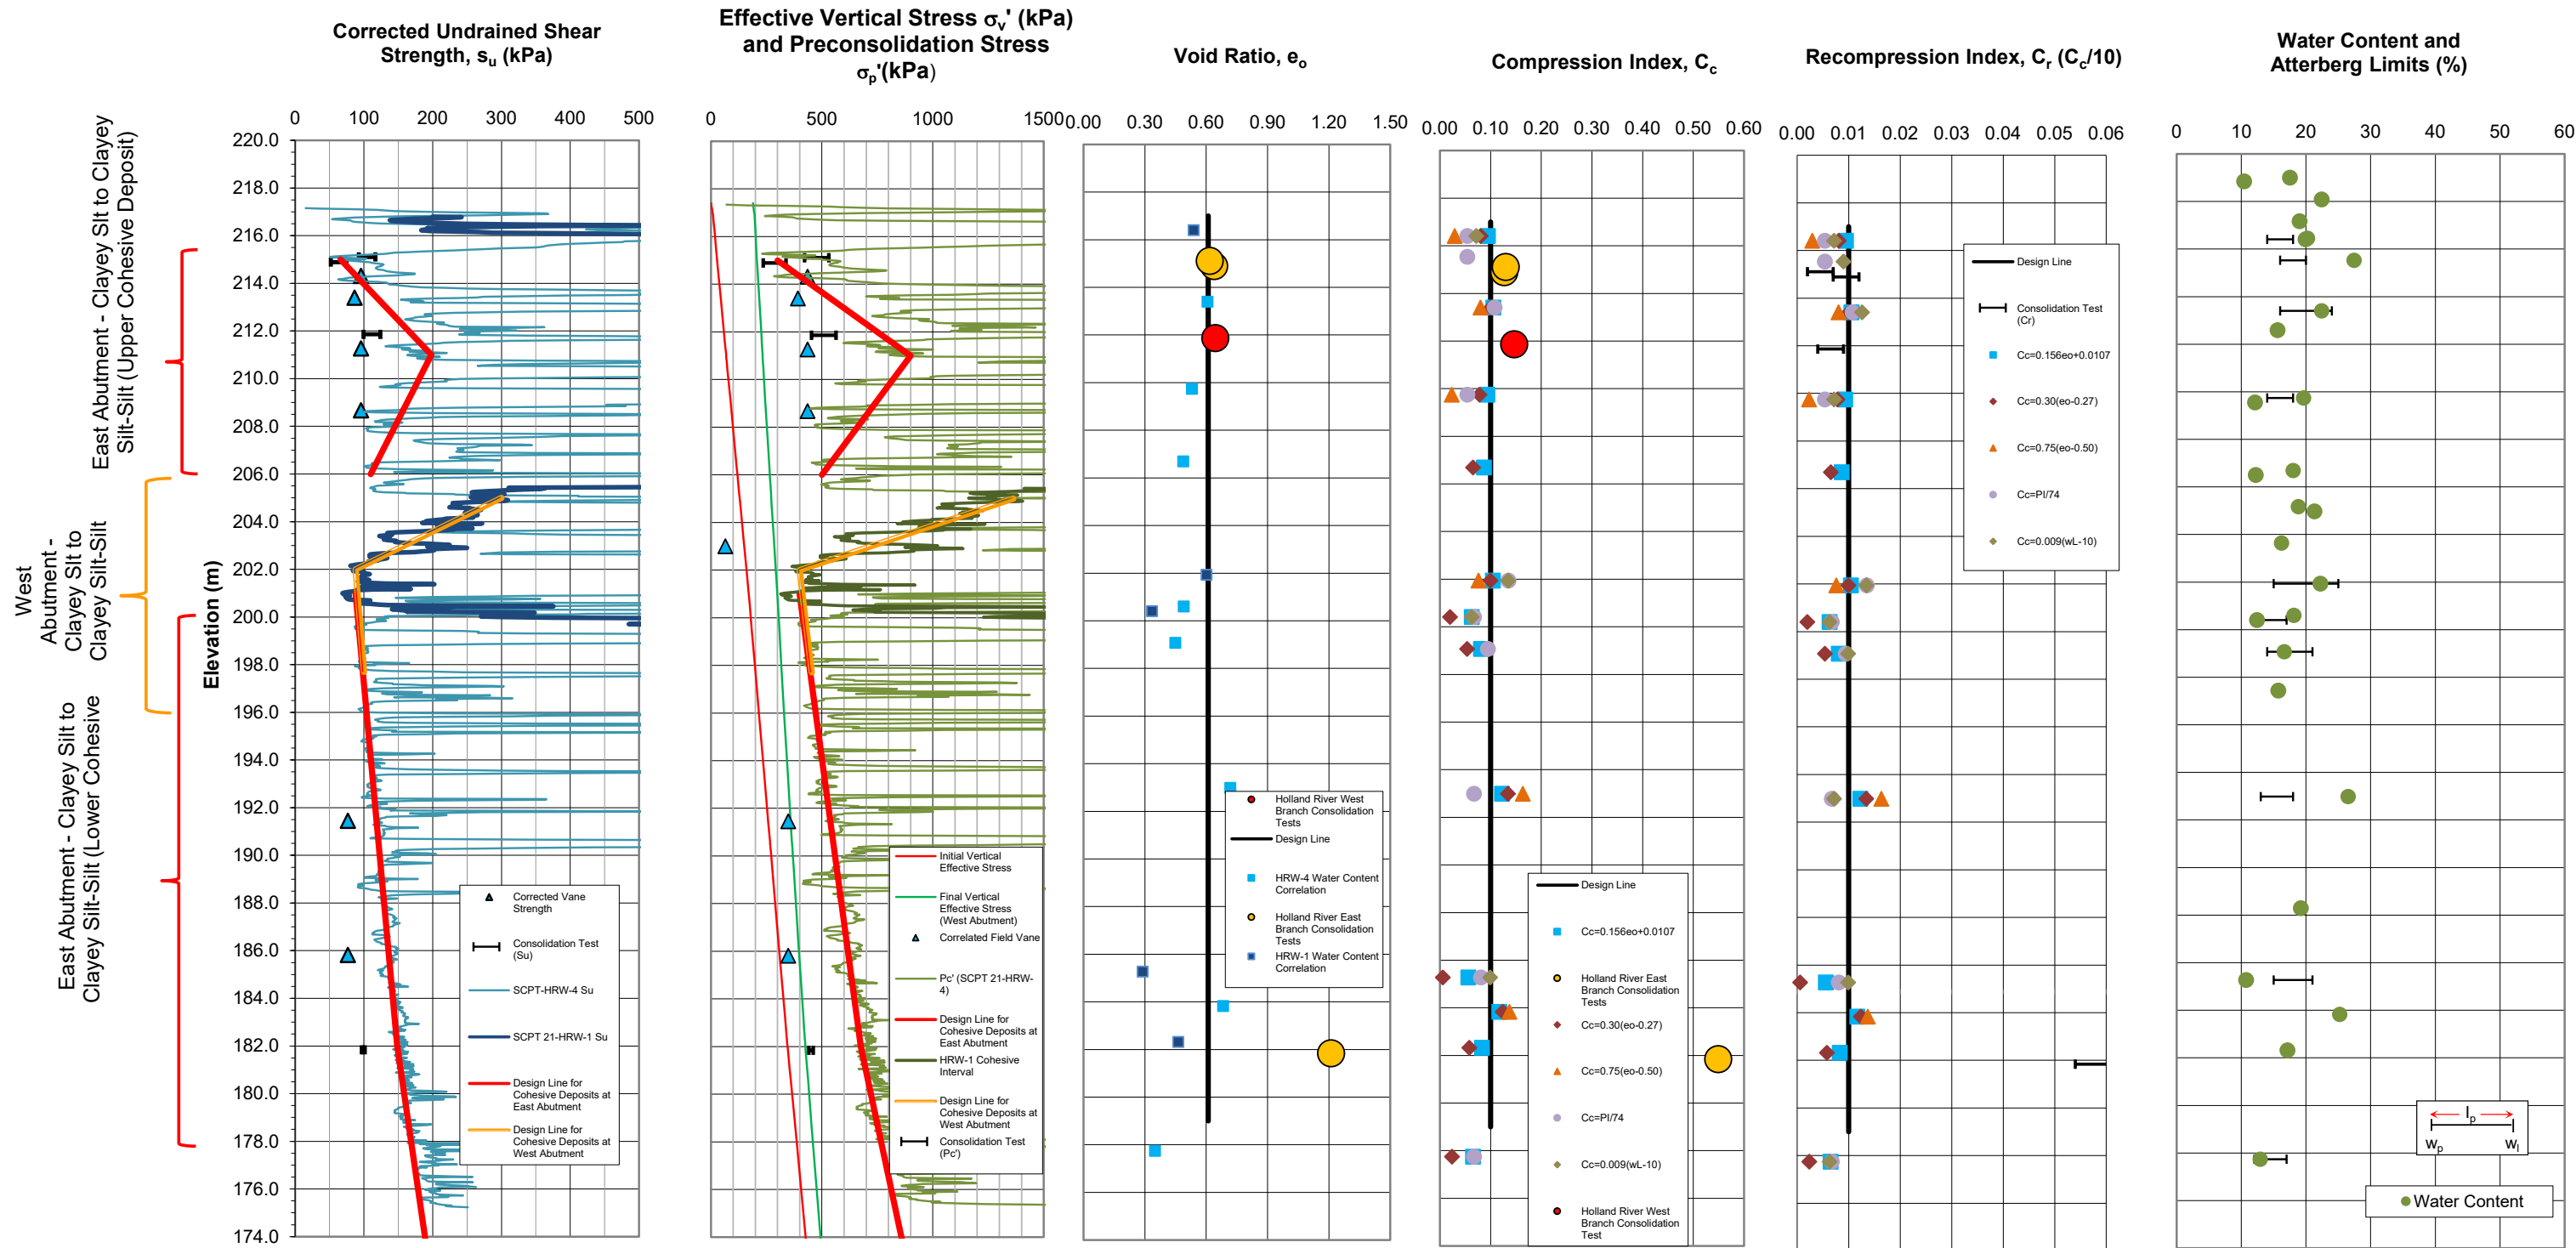 Corrected Undrained Shear
Strength, su (kPa)
0 100 200 300 400 500
Effective Vertical Stress σv' (kPa)
and Preconsolidation Stress
σp'(kPa)
0 500 1000 1500
Void Ratio, eo
0.00 0.30 0.60 0.90 1.20 1.50
Compression Index, Cc
0.00 0.10 0.20 0.30 0.40 0.50 0.60
Recompression Index, Cr (Cc/10)
0.00 0.01 0.02 0.03 0.04 0.05 0.06
Water Content and
Atterberg Limits (%)
0 10 20 30 40 50 60
East Abutment - Clayey Slt to Clayey
Silt-Silt (Upper Cohesive Deposit)
West
Abutment -
Clayey Slt to
Clayey Silt-Silt
East Abutment - Clayey Silt to
Clayey Silt-Silt (Lower Cohesive
Elevation (m)
220.0
218.0
216.0
214.0
212.0
210.0
208.0
206.0
204.0
202.0
200.0
198.0
196.0
194.0
192.0
190.0
188.0
186.0
184.0
182.0
180.0
178.0
176.0
174.0
Corrected Vane
Strength
Consolidation Test
(Su)
SCPT-HRW-4 Su
SCPT 21-HRW-1 Su
Design Line for
Cohesive Deposits at
East Abutment
Design Line for
Cohesive Deposits at
West Abutment
Initial Vertical
Effective Stress
Final Vertical
Effective Stress
(West Abutment)
Correlated Field Vane
Pc' (SCPT 21-HRW-
4)
Design Line for
Cohesive Deposits at
East Abutment
HRW-1 Cohesive
Interval
Design Line for
Cohesive Deposits at
West Abutment
Consolidation Test
(Pc')
Holland River West
Branch Consolidation
Tests
Design Line
HRW-4 Water Content
Correlation
Holland River East
Branch Consolidation
Tests
HRW-1 Water Content
Correlation
Design Line
Cc=0.156eo+0.0107
Holland River East
Branch Consolidation
Tests
Cc=0.30(eo-0.27)
Cc=0.75(eo-0.50)
Cc=PI/74
Cc=0.009(wL-10)
Holland River West
Branch Consolidation
Test
Design Line
Consolidation Test
(Cr)
Cc=0.156eo+0.0107
Cc=0.30(eo-0.27)
Cc=0.75(eo-0.50)
Cc=PI/74
Cc=0.009(wL-10)
Ip
wp wl
Water Content